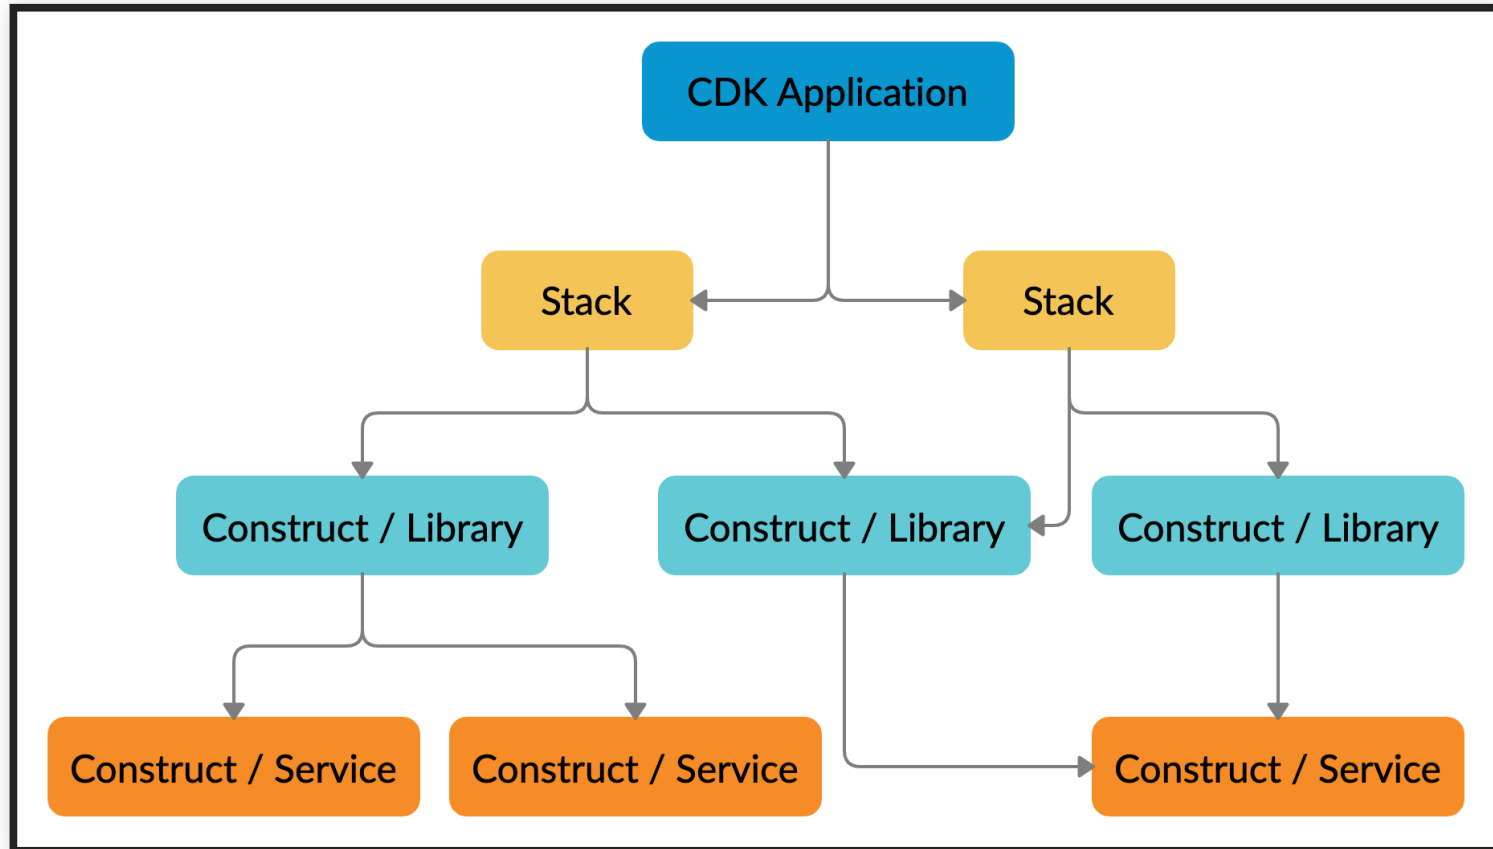 CDK Application
Stack
Stack
Construct / Library
Construct / Library
Construct / Library
Construct / Service
Construct / Service
Construct / Service